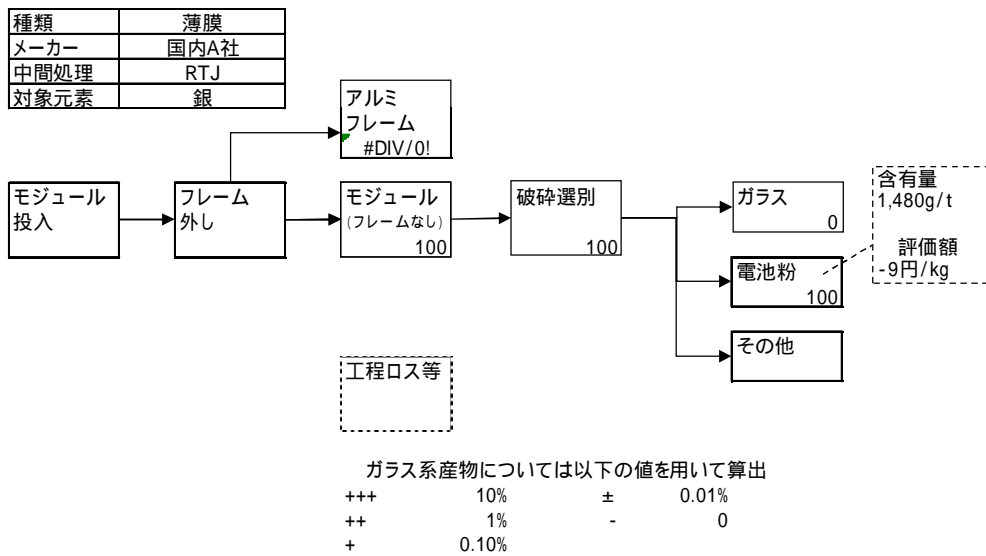 種類 薄膜
メーカー 国内A社
中間処理 RTJ
対象元素 銀
アルミ
フレーム
#DIV/0!
モジュール
投入
フレーム
外し
モジュール
(フレームなし)
100
破砕選別
100
ガラス
0
含有量
1,480g/t
評価額
-9円/kg
電池粉
100
その他
工程ロス等
ガラス系産物については以下の値を用いて算出
+++ 10% ± 0.01%
++ 1% - 0
+ 0.10%